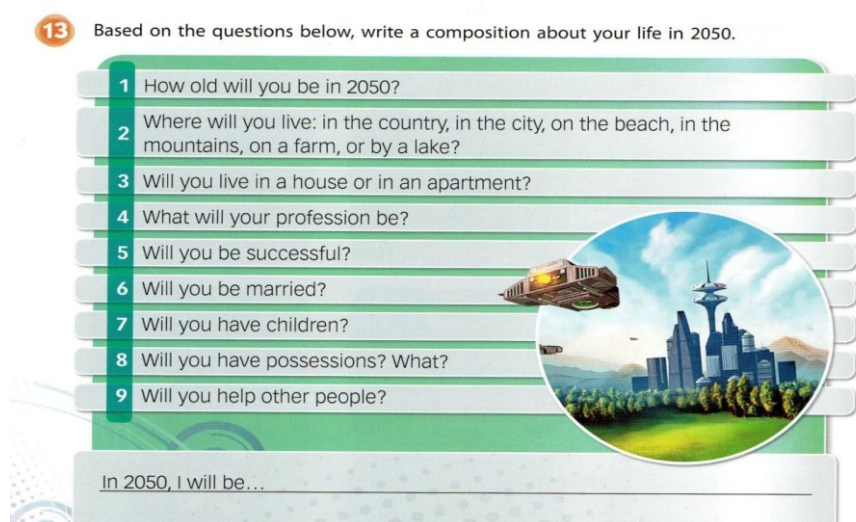 13 Based on the questions below, write a composition about your life in 2050.
1 How old will you be in 2050?
2 Where will you live: in the country, in the city, on the beach, in the
mountains, on a farm, or by a lake?
3 Will you live in a house or in an apartment?
4 What will your profession be?
5 Will you be successful?
6 Will you be married?
7 Will you have children?
8 Will you have possessions? What?
9 Will you help other people?
In 2050, I will be...